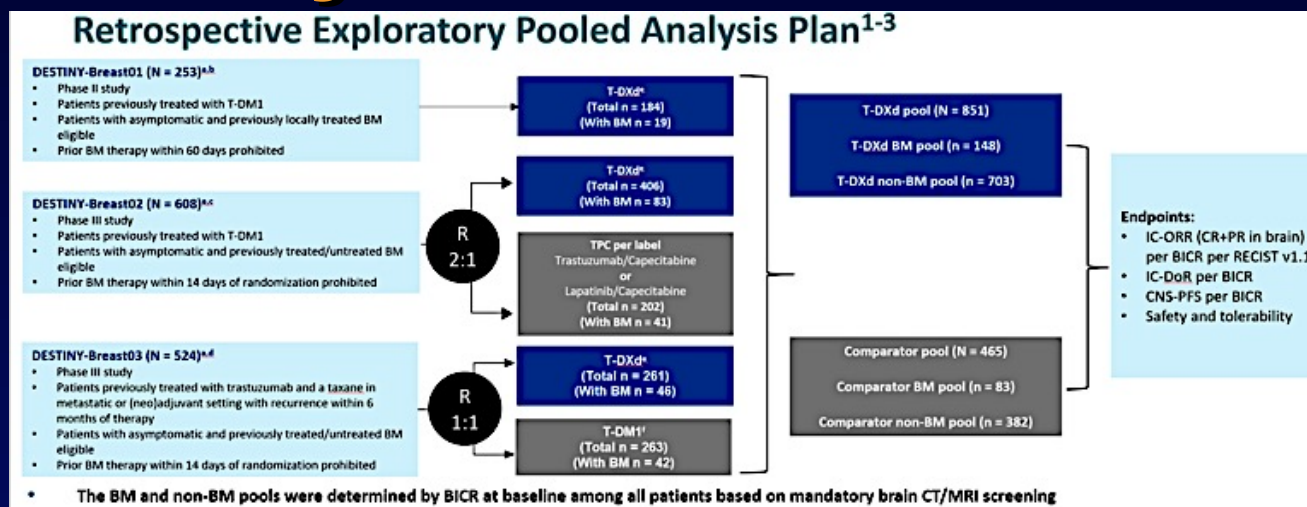 Retrospective Exploratory Pooled Analysis Plan1-3
DESTINY-Breast01 (N = 253)a,b
• Phase II study
• Patients previously treated with T-DM1
• Patients with asymptomatic and previously locally treated BM
eligible
• Prior BM therapy within 60 days prohibited
T-DXde
(Total n = 184)
(With BM n = 19)
DESTINY-Breast02 (N = 608)a,c
• Phase III study
• Patients previously treated with T-DM1
• Patients with asymptomatic and previously treated/untreated BM
eligible
• Prior BM therapy within 14 days of randomization prohibited
R
2:1
T-DXde
(Total n = 406)
(With BM n = 83)
TPC per label
Trastuzumab/Capecitabine
or
Lapatinib/Capecitabine
(Total n = 202)
(With BM n = 41)
DESTINY-Breast03 (N = 524)a,d
• Phase III study
• Patients previously treated with trastuzumab and a taxane in
metastatic or (neo)adjuvant setting with recurrence within 6
months of therapy
• Patients with asymptomatic and previously treated/untreated BM
eligible
• Prior BM therapy within 14 days of randomization prohibited
R
1:1
T-DXde
(Total n = 261)
(With BM n = 46)
T-DM1f
(Total n = 263)
(With BM n = 42)
T-DXd pool (N = 851)
T-DXd BM pool (n = 148)
T-DXd non-BM pool (n = 703)
Comparator pool (N = 465)
Comparator BM pool (n = 83)
Comparator non-BM pool (n = 382)
Endpoints:
• IC-ORR (CR+PR in brain)
per BICR per RECIST v1.1
• IC-DoR per BICR
• CNS-PFS per BICR
• Safety and tolerability
• The BM and non-BM pools were determined by BICR at baseline among all patients based on mandatory brain CT/MRI screening